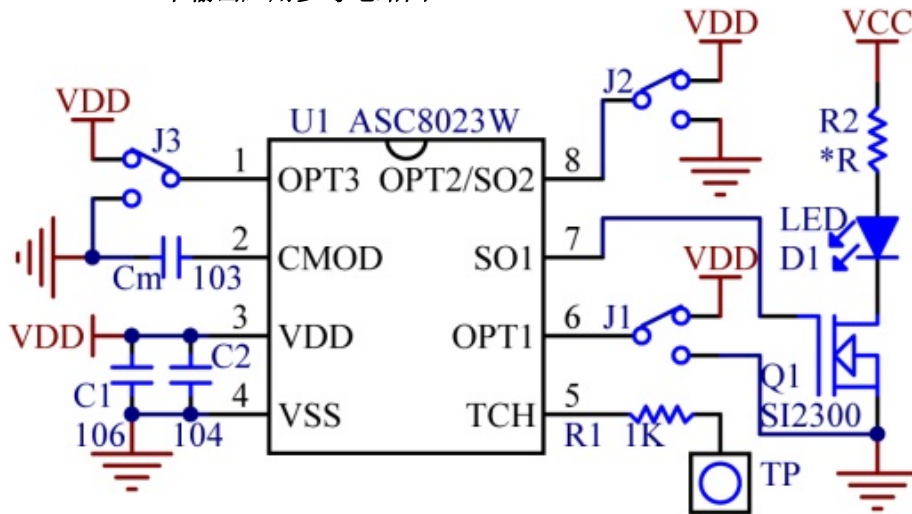 VDD
VCC
J2
VDD
U1 ASC8023W
R2
*R
J3
1
OPT3
OPT2/SO2
8
2
CMOD
SO1
7
LED
D1
Cm
103
VDD
VDD
3
VDD
OPT1
6
J1
C2
C1
4
VSS
TCH
5
Q1
SI2300
106
104
R1
1K
TP